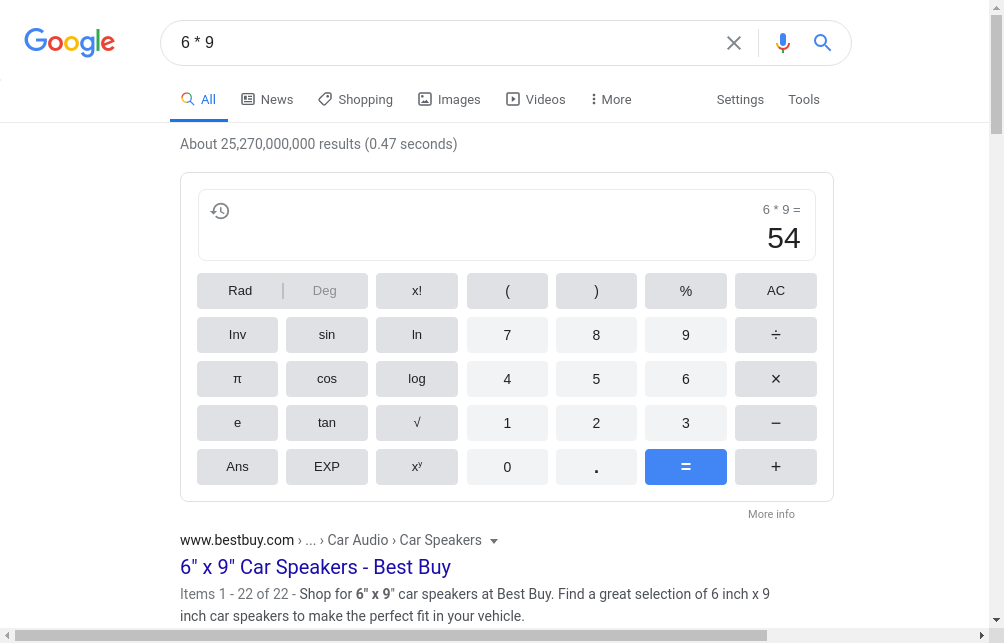 Google
6 * 9
All News Shopping Images Videos More Settings Tools
About 25,270,000,000 results (0.47 seconds)
6 * 9 =
54
Rad Deg x! ( ) % AC
Inv sin ln 7 8 9 ÷
π cos log 4 5 6 ×
e tan √ 1 2 3 −
Ans EXP xʸ 0 . = +
More info
www.bestbuy.com › ... › Car Audio › Car Speakers
6" x 9" Car Speakers - Best Buy
Items 1 - 22 of 22 - Shop for 6" x 9" car speakers at Best Buy. Find a great selection of 6 inch x 9
inch car speakers to make the perfect fit in your vehicle.